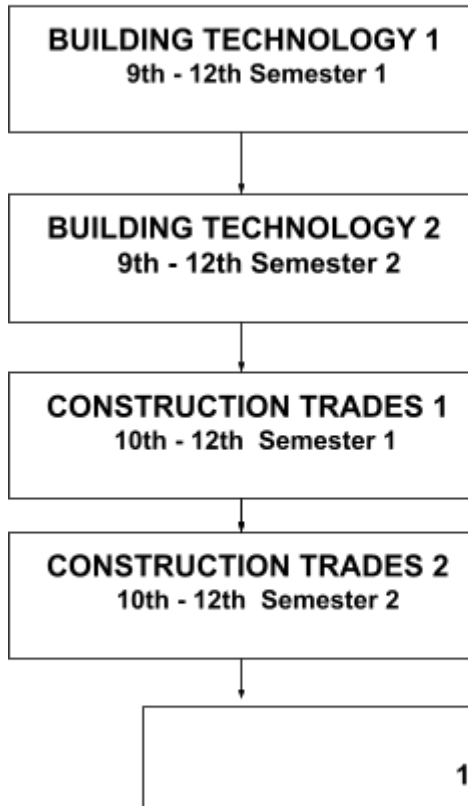 BUILDING TECHNOLOGY 1
9th - 12th Semester 1
BUILDING TECHNOLOGY 2
9th - 12th Semester 2
CONSTRUCTION TRADES 1
10th - 12th  Semester 1
CONSTRUCTION TRADES 2
10th - 12th  Semester 2
1